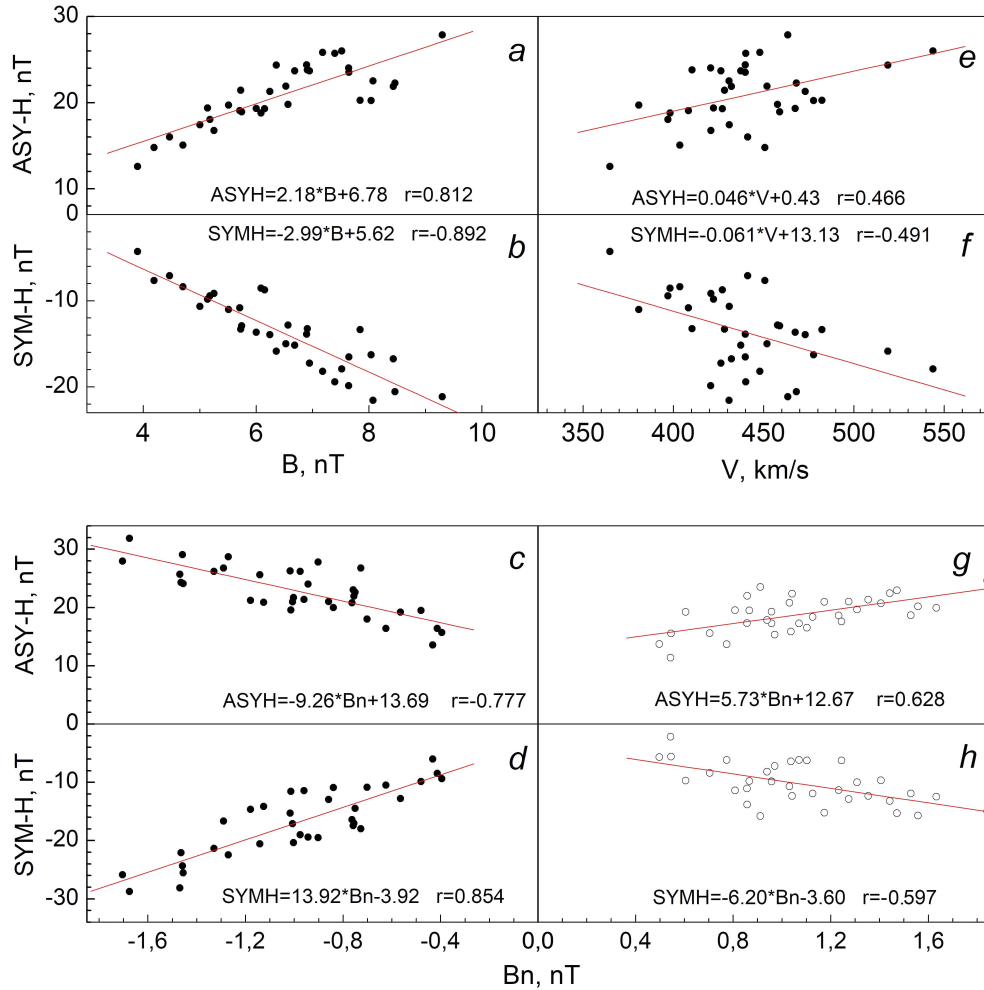 30
20
10
0
ASY-H, nT
a
ASYH=2.18*B+6.78 r=0.812
e
ASYH=0.046*V+0.43 r=0.466
-10
-20
SYM-H, nT
SYMH=-2.99*B+5.62 r=-0.892
b
SYMH=-0.061*V+13.13 r=-0.491
f
4 6 8 10
B, nT
350 400 450 500 550
V, km/s
30
20
10
0
ASY-H, nT
c
ASYH=-9.26*Bn+13.69 r=-0.777
g
ASYH=5.73*Bn+12.67 r=0.628
-10
-20
-30
SYM-H, nT
d
SYMH=13.92*Bn-3.92 r=0.854
h
SYMH=-6.20*Bn-3.60 r=-0.597
-1,6 -1,2 -0,8 -0,4 0,0 0,4 0,8 1,2 1,6
Bn, nT